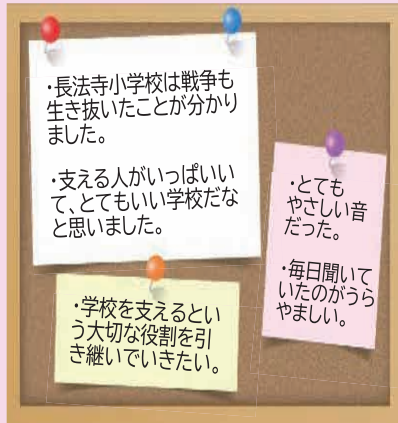 ・長法寺小学校は戦争も
生き抜いたことが分かり
ました。
・支える人がいっぱいい
て、とてもいい学校だな
と思いました。
・とても
やさしい音
だった。
・毎日聞いて
いたのがうら
やましい。
・学校を支えるとい
う大切な役割を引
き継いでいきたい。